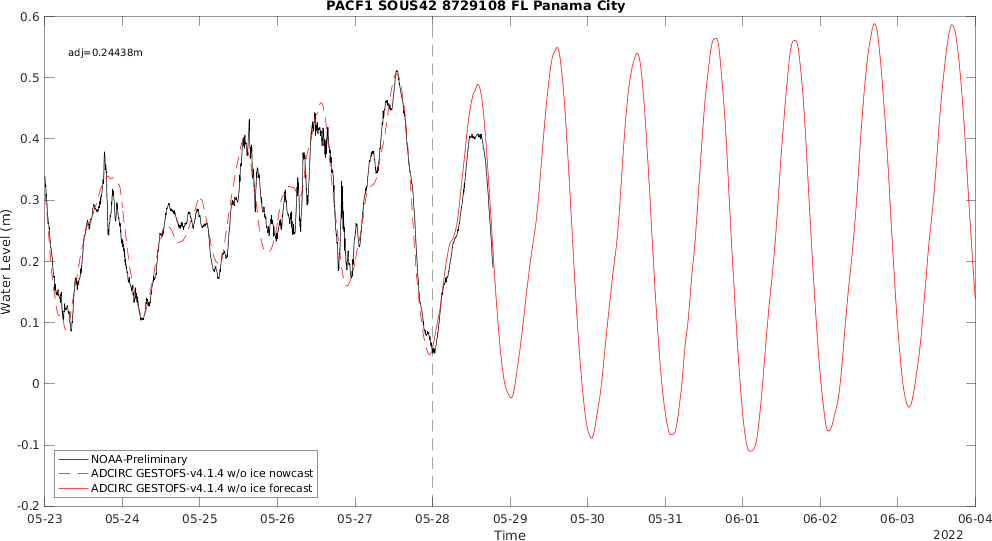 PACF1 SOUS42 8729108 FL Panama City
adj=0.24438m
0.6
0.5
0.4
0.3
0.2
0.1
0
-0.1
-0.2
Water Level (m)
NOAA-Preliminary
ADCIRC GESTOFS-v4.1.4 w/o ice nowcast
ADCIRC GESTOFS-v4.1.4 w/o ice forecast
05-23 05-24 05-25 05-26 05-27 05-28 05-29 05-30 05-31 06-01 06-02 06-03 06-04
Time
2022